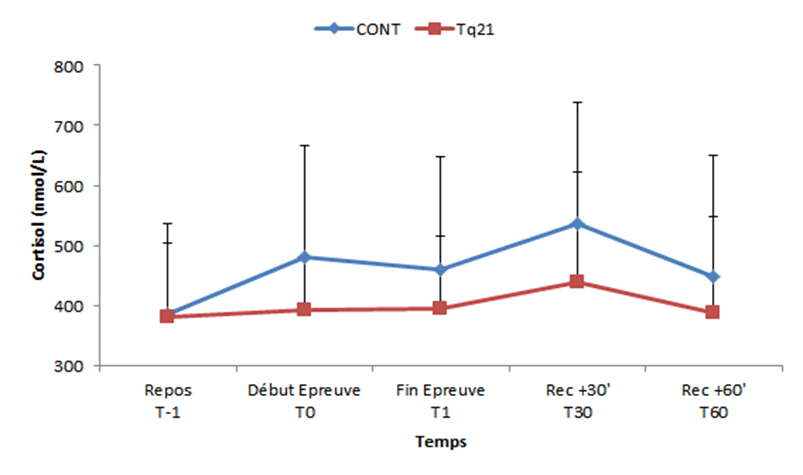 CONT Tq21
800
700
600
500
400
300
Cortisol (nmol/L)
Repos Début Epreuve Fin Epreuve Rec +30' Rec +60'
T-1 T0 T1 T30 T60
Temps